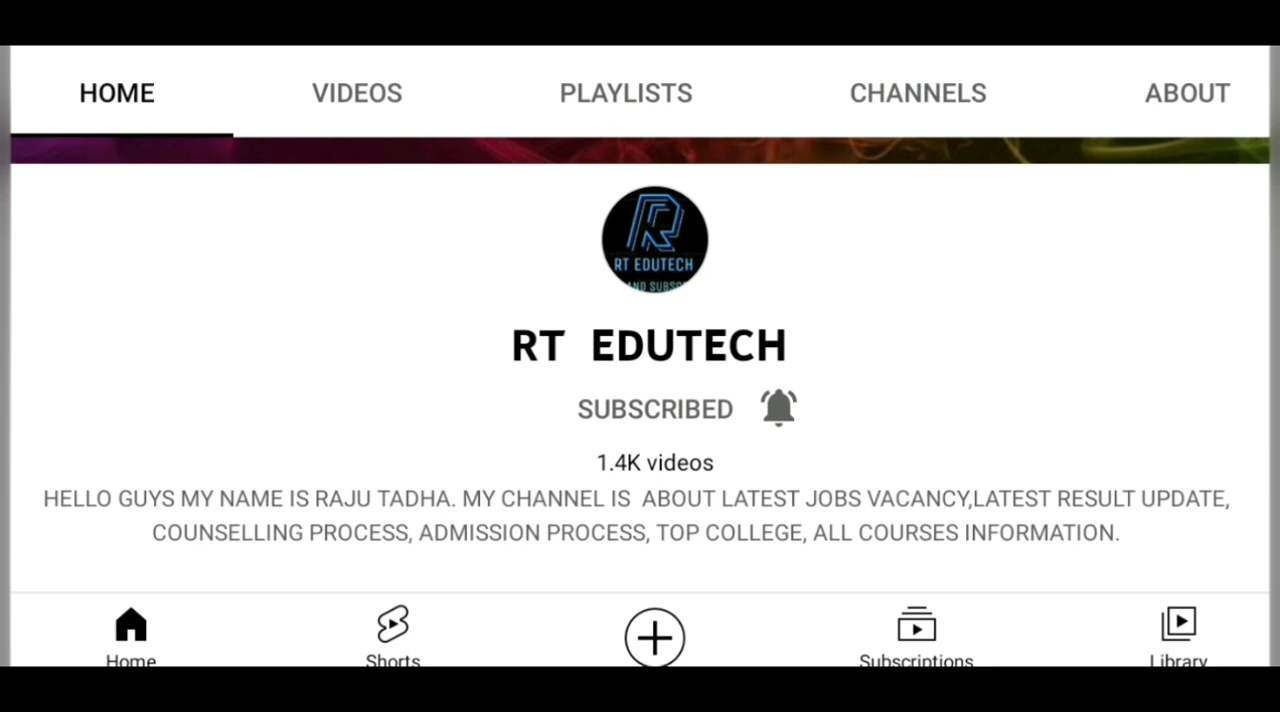 HOME VIDEOS PLAYLISTS CHANNELS ABOUT
RT EDUTECH
RT EDUTECH
SUBSCRIBED
1.4K videos
HELLO GUYS MY NAME IS RAJU TADHA. MY CHANNEL IS ABOUT LATEST JOBS VACANCY,LATEST RESULT UPDATE,
COUNSELLING PROCESS, ADMISSION PROCESS, TOP COLLEGE, ALL COURSES INFORMATION.
Home Shorts Subscriptions Library